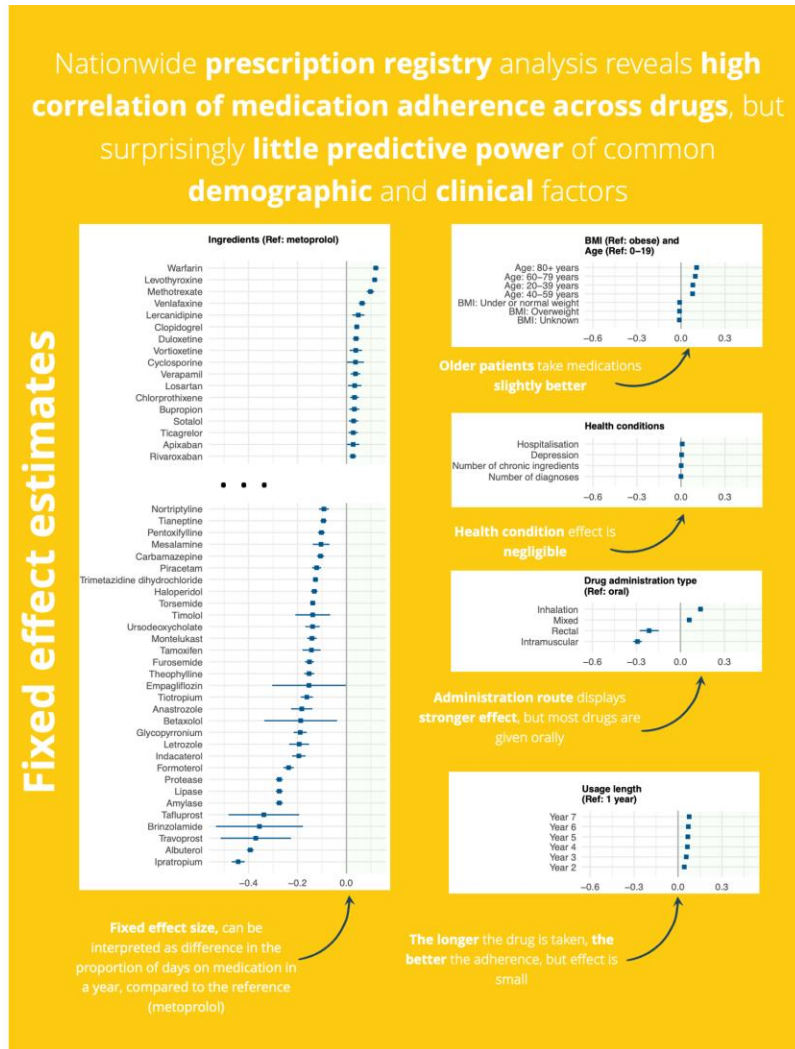 Nationwide prescription registry analysis reveals high
correlation of medication adherence across drugs, but
surprisingly little predictive power of common
demographic and clinical factors
Fixed effect estimates
Ingredients (Ref: metoprolol)
Warfarin
Levothyroxine
Methotrexate
Venlafaxine
Lercanidipine
Clopidogrel
Duloxetine
Vortioxetine
Cyclosporine
Verapamil
Losartan
Chlorprothixene
Bupropion
Sotalol
Ticagrelor
Apixaban
Rivaroxaban
Nortriptyline
Tianeptine
Pentoxifylline
Mesalamine
Carbamazepine
Piracetam
Trimetazidine dihydrochloride
Haloperidol
Torsemide
Timolol
Ursodeoxycholate
Montelukast
Tamoxifen
Furosemide
Theophylline
Empagliflozin
Tiotropium
Anastrozole
Betaxolol
Glycopyrronium
Letrozole
Indacaterol
Formoterol
Protease
Lipase
Amylase
Tafluprost
Brinzolamide
Travoprost
Albuterol
Ipratropium
−0.4 −0.2 0.0
Fixed effect size, can be
interpreted as difference in the
proportion of days on medication in
a year, compared to the reference
(metoprolol)
BMI (Ref: obese) and
Age (Ref: 0−19)
Age: 80+ years
Age: 60−79 years
Age: 20−39 years
Age: 40−59 years
BMI: Under or normal weight
BMI: Overweight
BMI: Unknown
−0.6 −0.3 0.0 0.3
Older patients take medications
slightly better
Health conditions
Hospitalisation
Depression
Number of chronic ingredients
Number of diagnoses
−0.6 −0.3 0.0 0.3
Health condition effect is
negligible
Drug administration type
(Ref: oral)
Inhalation
Mixed
Rectal
Intramuscular
−0.6 −0.3 0.0 0.3
Administration route displays
stronger effect, but most drugs are
given orally
Usage length
(Ref: 1 year)
Year 7
Year 6
Year 5
Year 4
Year 3
Year 2
−0.6 −0.3 0.0 0.3
The longer the drug is taken, the
better the adherence, but effect is
small